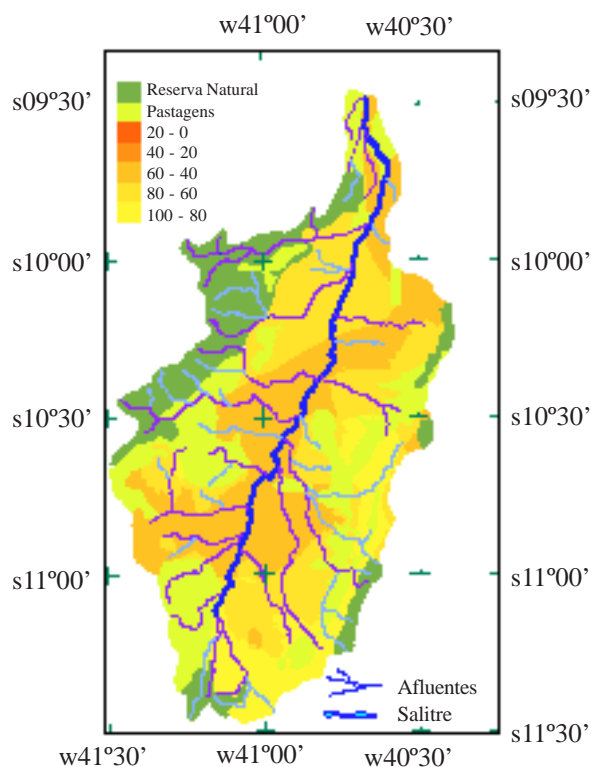 w41º00’ w40º30’
s09º30’ s09º30’
Reserva Natural
Pastagens
20 - 0
40 - 20
60 - 40
80 - 60
100 - 80
s10º00’ s10º00’
s10º30’ s10º30’
s11º00’ s11º00’
Afluentes
Salitre
s11º30’
w41º30’ w41º00’ w40º30’